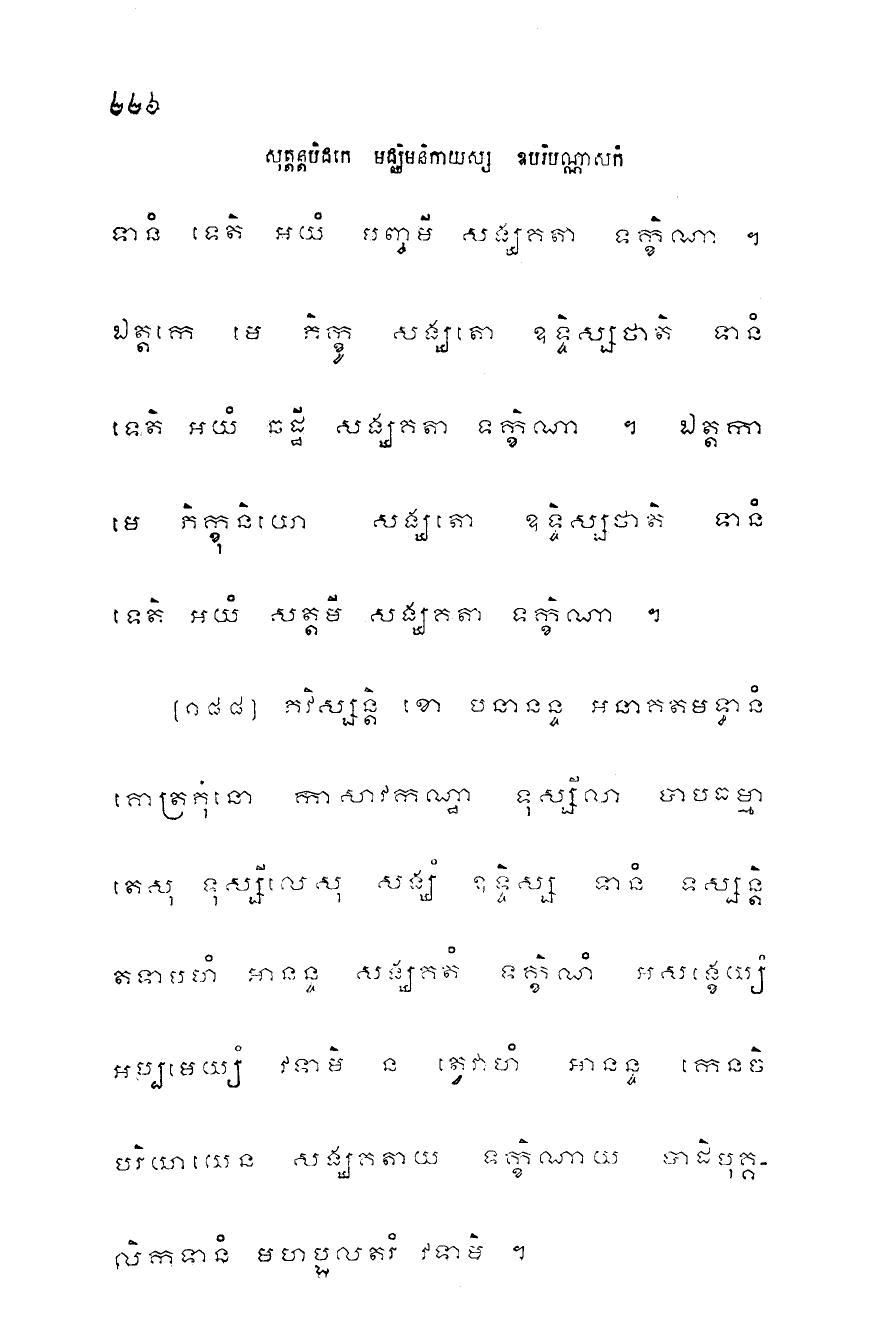 ២២៦
សុត្តន្តបិដកេ មជ្ឈិមនិកាយស្ស ឧបរិបណ្ណាសកំ
ទានំ ទេតិ អយំ បញ្ចមី សង្ឃគតា ទក្ខិណា ។
ឯត្តកេ មេ ភិក្ខូ សង្ឃតោ ឧទ្ទិស្សថាតិ ទានំ
ទេតិ អយំ ឆដ្ឋី សង្ឃគតា ទក្ខិណា ។ ឯត្តកា
មេ ភិក្ខុនិយោ សង្ឃតោ ឧទ្ទិស្សថាតិ ទានំ
ទេតិ អយំ សត្តមី សង្ឃគតា ទក្ខិណា ។
[១៨៨] ភវិស្សន្តិ ខោ បនានន្ទ អនាគតមទ្ធានំ
គោត្រភុំនោ កាសាវកណ្ឋា ទុស្សីលា បាបធម្មា
តេសុ ទុស្សីលេសុ សង្ឃំ ឧទ្ទិស្ស ទានំ ទស្សន្តិ
តទាបហំ អានន្ទ សង្ឃគតំ ទក្ខិណំ អសង្ខេយ្យំ
អប្បមេយ្យំ វទាមិ ន ត្វេវាហំ អានន្ទ កេនចិ
បរិយាយេន សង្ឃគតាយ ទក្ខិណាយ បាដិបុគ្គ-
លិកទានំ មហប្ផលតរំ វទាមិ ។